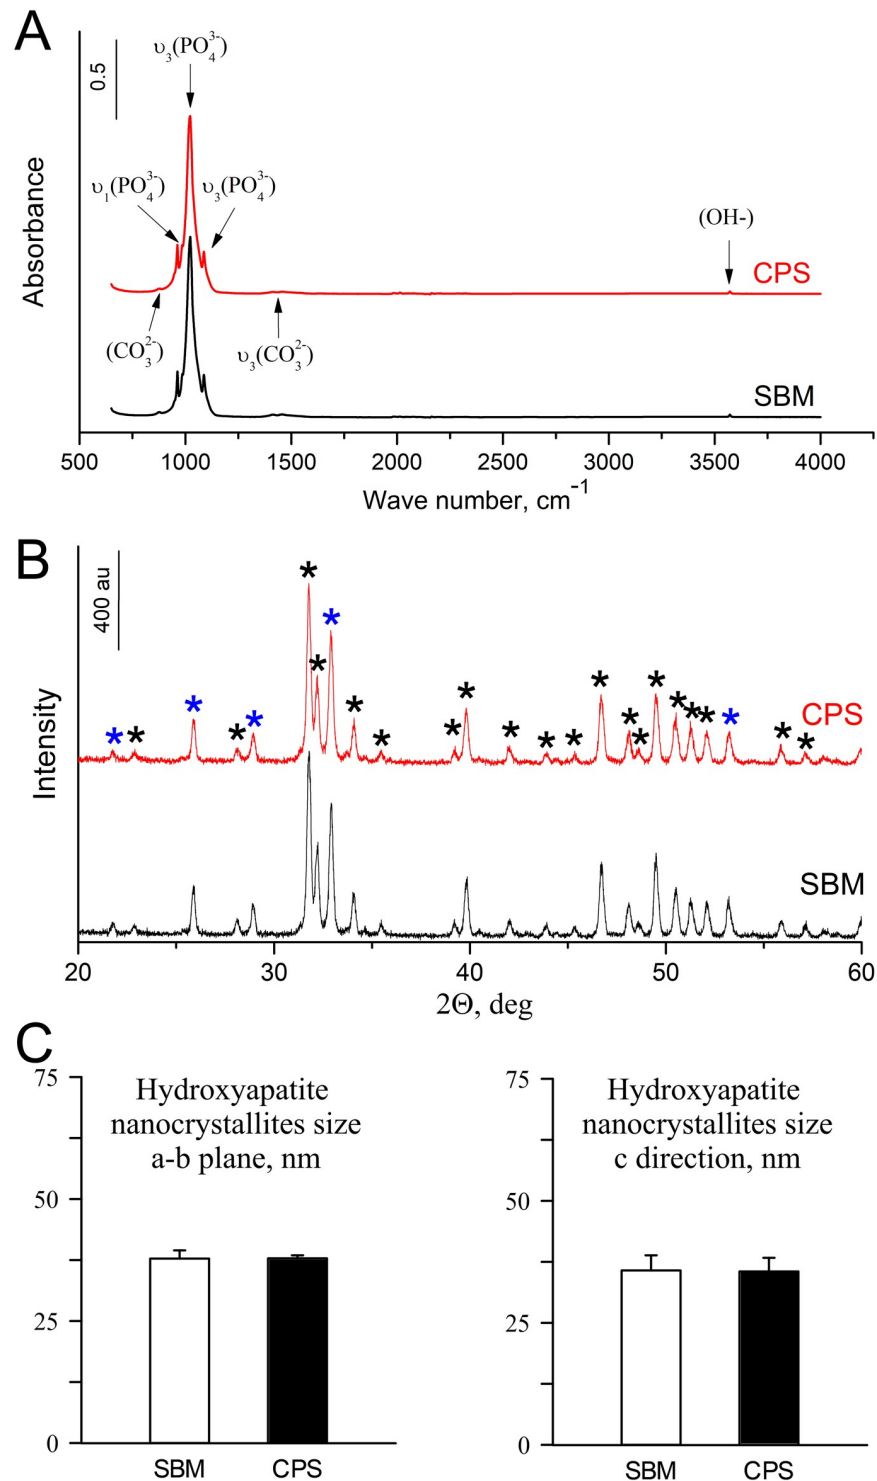 A
0.5
υ₃(PO₄³⁻)
υ₁(PO₄³⁻)
υ₃(PO₄³⁻)
(OH-)
CPS
(CO₃²⁻)
υ₃(CO₃²⁻)
SBM
Absorbance
500 1000 1500 2000 2500 3000 3500 4000
Wave number, cm⁻¹
B
400 au
* * * * * * * * * * * * * * * * * * * * * * * * * *
CPS
SBM
Intensity
20 30 40 50 60
2Θ, deg
C
75
50
25
0
Hydroxyapatite
nanocrystallites size
a-b plane, nm
SBM CPS
75
50
25
0
Hydroxyapatite
nanocrystallites size
c direction, nm
SBM CPS